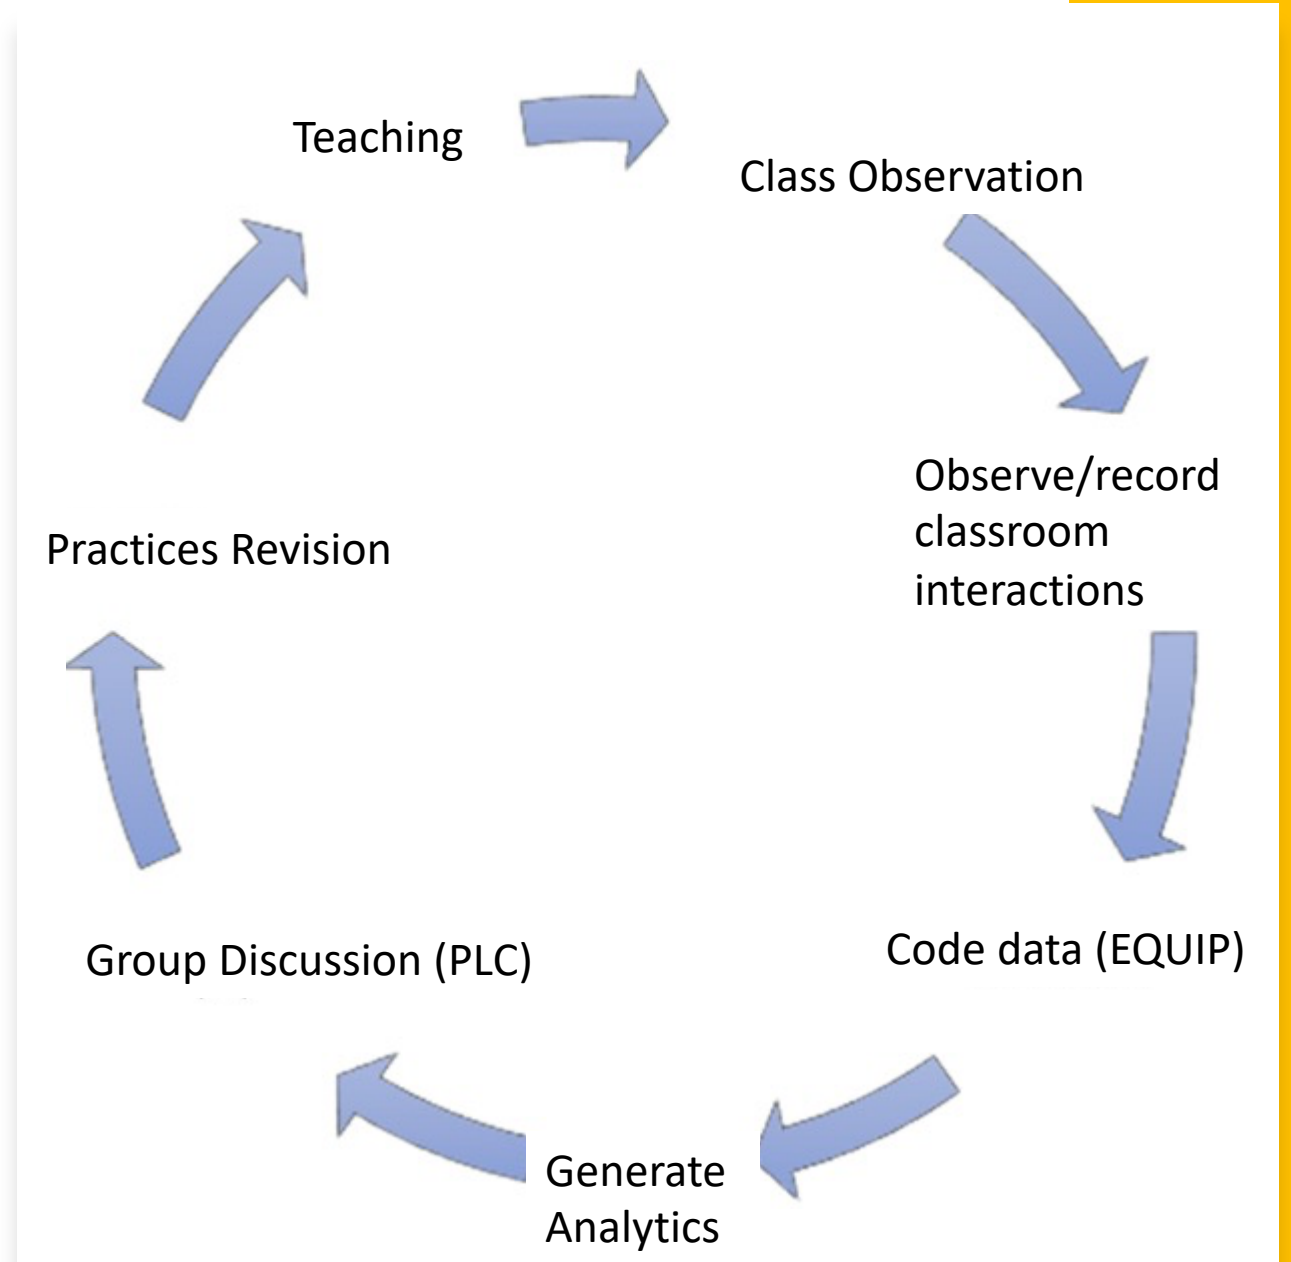 Teaching
Class Observation
Observe/record
classroom
interactions
Code data (EQUIP)
Generate
Analytics
Group Discussion (PLC)
Practices Revision